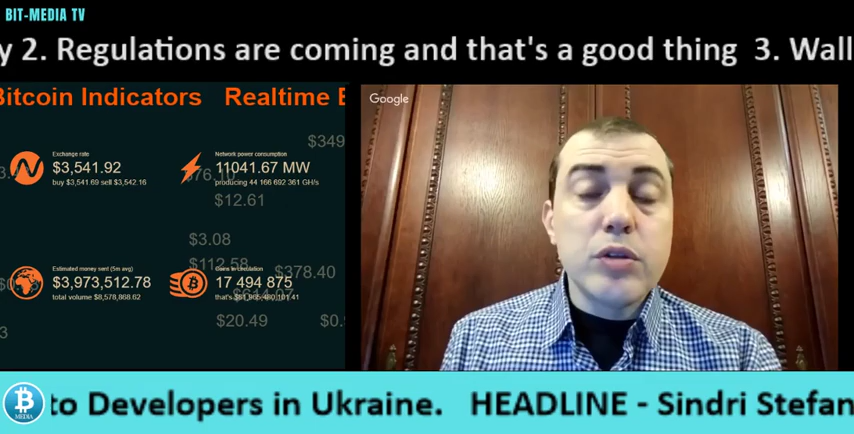 BIT-MEDIA TV
y 2. Regulations are coming and that's a good thing 3. Wall
Bitcoin Indicators Realtime E
Google
$349
Exchange rate
$3,541.92
buy $3,541.69 sell $3,542.16
Network power consumption
11041.67 MW
producing 44 166 692 361 GH/s
$12.61
$3.08
$112.58
$378.40
Estimated money sent (5m avg)
$3,973,512.78
total volume $8,578,868.62
Coins in circulation
17 494 875
that's
$20.49
$0.
3
B
MEDIA
to Developers in Ukraine. HEADLINE - Sindri Stefan